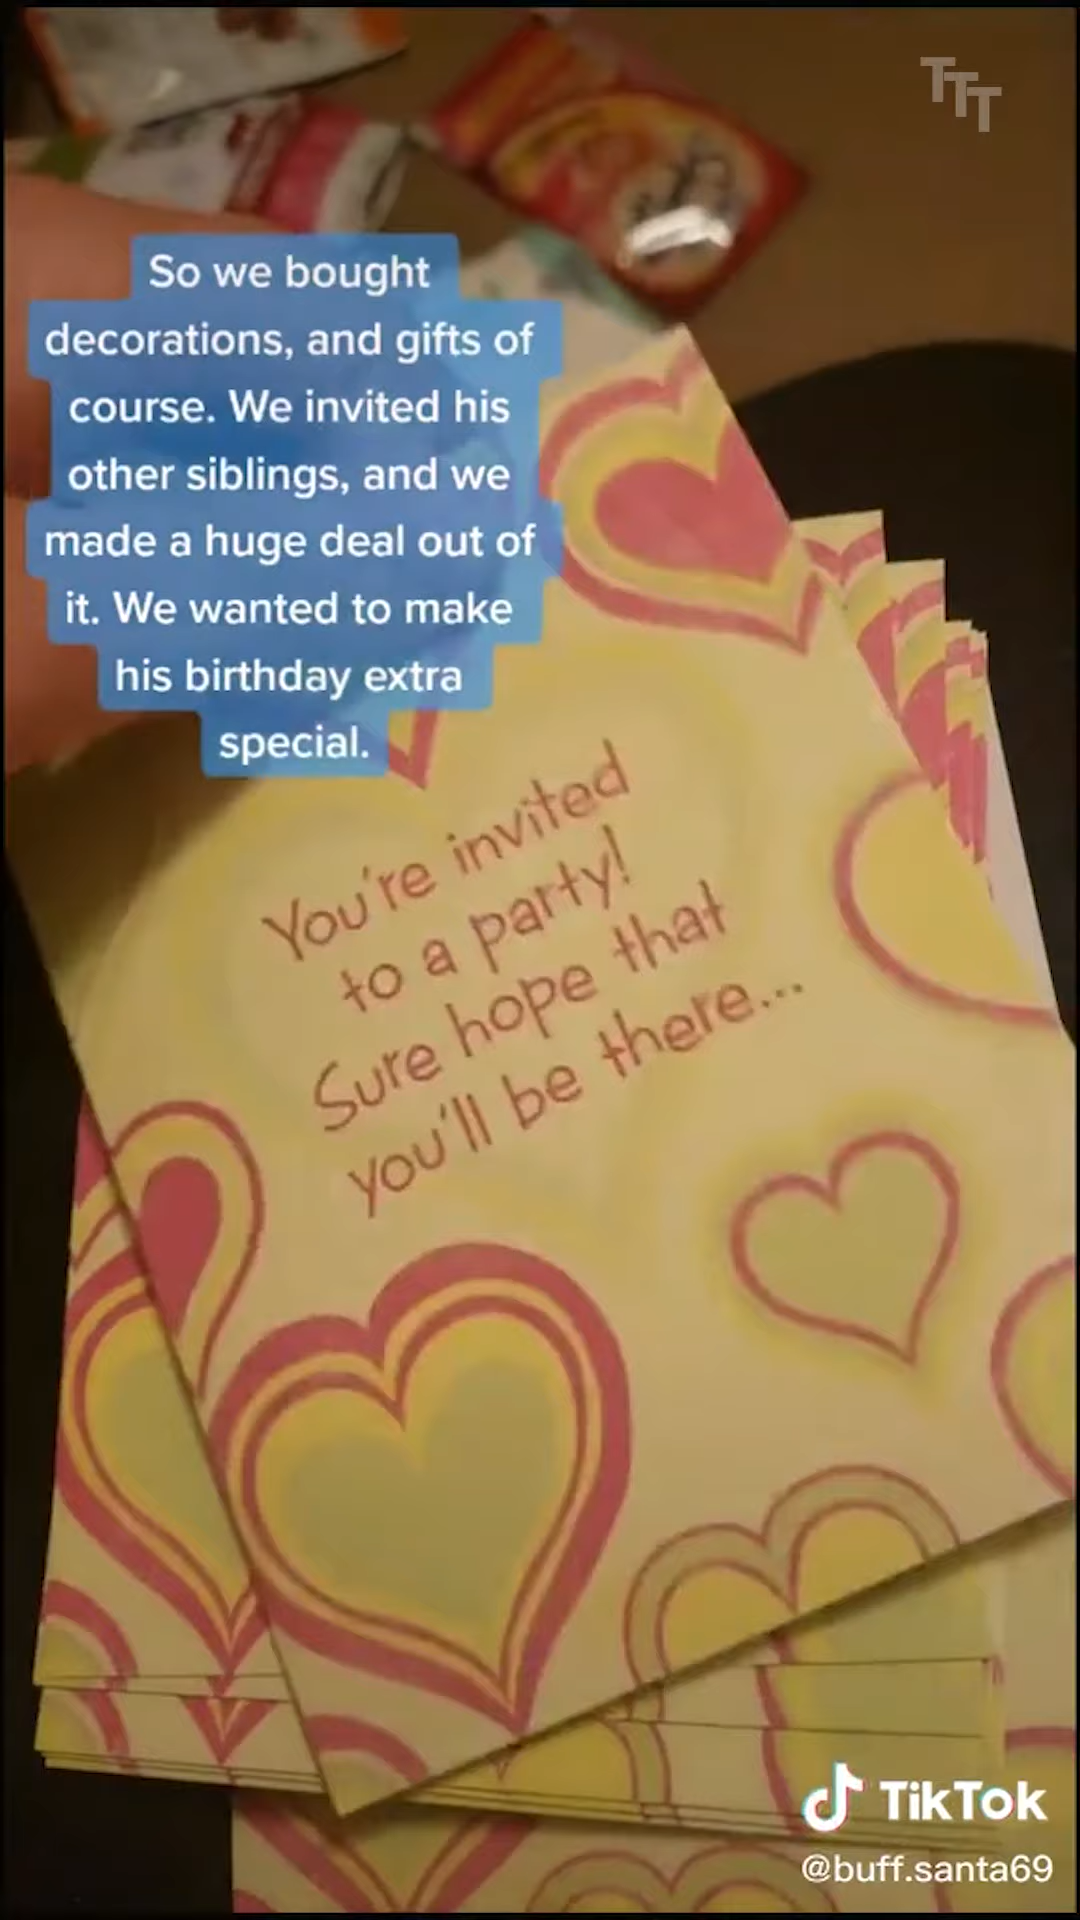 TTT
So we bought
decorations, and gifts of
course. We invited his
other siblings, and we
made a huge deal out of
it. We wanted to make
his birthday extra
special.
You're invited
to a party!
Sure hope that
you'll be there...
TikTok
@buff.santa69